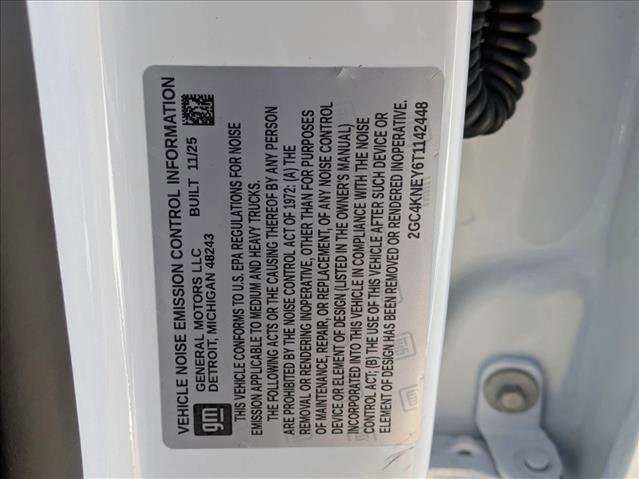 VEHICLE NOISE EMISSION CONTROL INFORMATION
gm
GENERAL MOTORS LLC
DETROIT, MICHIGAN 48243
BUILT 11/25
THIS VEHICLE CONFORMS TO U.S. EPA REGULATIONS FOR NOISE
EMISSION APPLICABLE TO MEDIUM AND HEAVY TRUCKS.
THE FOLLOWING ACTS OR THE CAUSING THEREOF BY ANY PERSON
ARE PROHIBITED BY THE NOISE CONTROL ACT OF 1972: (A) THE
REMOVAL OR RENDERING INOPERATIVE, OTHER THAN FOR PURPOSES
OF MAINTENANCE, REPAIR, OR REPLACEMENT, OF ANY NOISE CONTROL
DEVICE OR ELEMENT OF DESIGN (LISTED IN THE OWNER'S MANUAL)
INCORPORATED INTO THIS VEHICLE IN COMPLIANCE WITH THE NOISE
CONTROL ACT; (B) THE USE OF THIS VEHICLE AFTER SUCH DEVICE OR
ELEMENT OF DESIGN HAS BEEN REMOVED OR RENDERED INOPERATIVE.
2GC4KNEY6T1142448